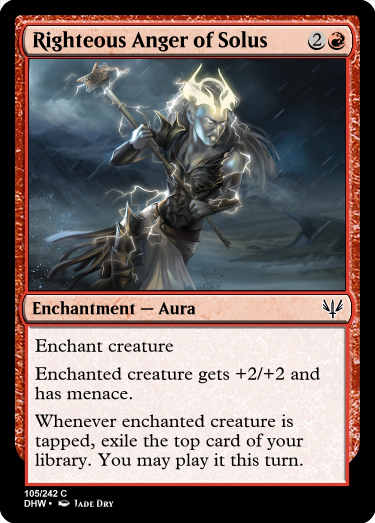 Righteous Anger of Solus 2
Enchantment — Aura
Enchant creature
Enchanted creature gets +2/+2 and
has menace.
Whenever enchanted creature is
tapped, exile the top card of your
library. You may play it this turn.
105/242 C
DHW • Jade Dry